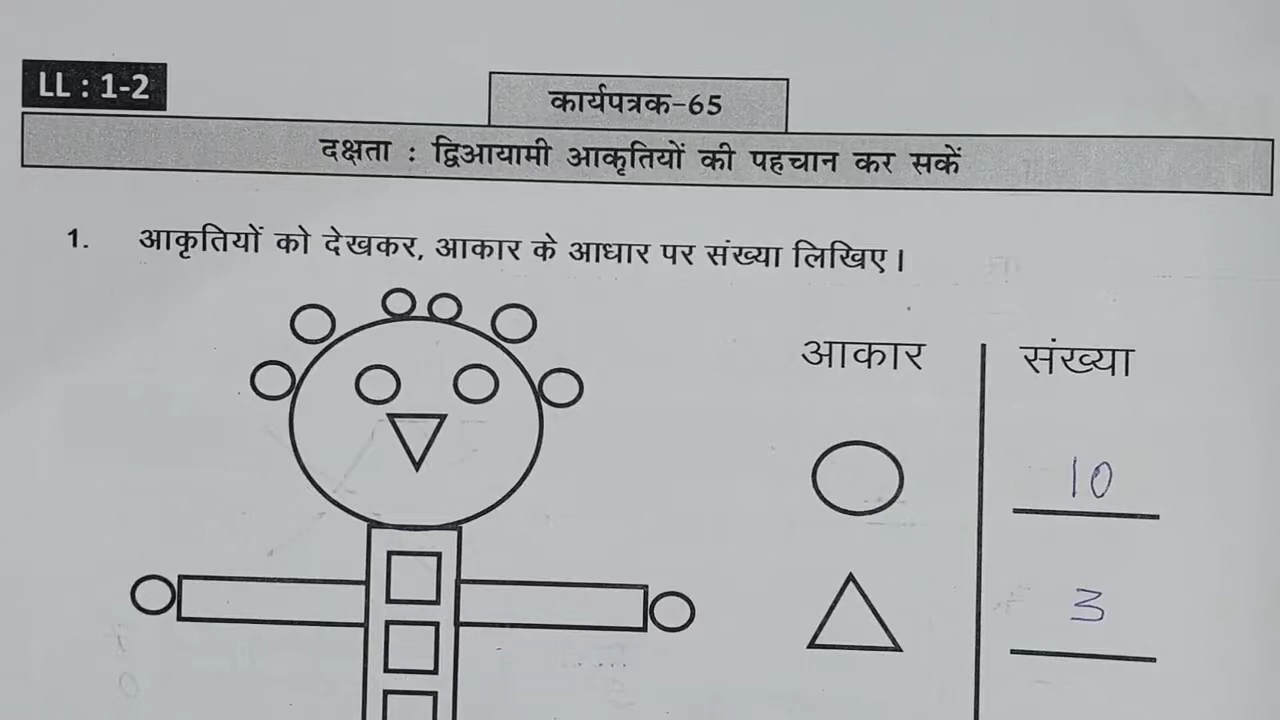 LL : 1-2
कार्यपत्रक-65
दक्षता : द्विआयामी आकृतियों की पहचान कर सकें
1. आकृतियों को देखकर, आकार के आधार पर संख्या लिखिए।
आकार संख्या
10
3